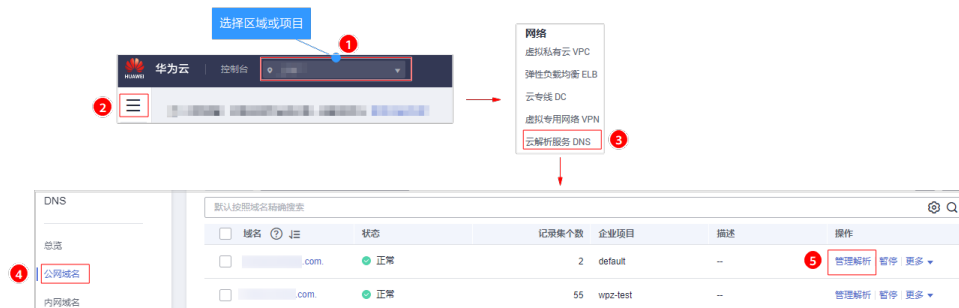 选择区域或项目
1
HUAWEI
华为云
控制台
2
网络
虚拟私有云 VPC
弹性负载均衡 ELB
云专线 DC
虚拟专用网络 VPN
云解析服务 DNS
3
DNS
总览
4
公网域名
内网域名
默认按照域名精确搜索
域名 状态 记录集个数 企业项目 描述 操作
.com. 正常 2 default -- 5 管理解析 暂停 更多
.com. 正常 55 wpz-test -- 管理解析 暂停 更多